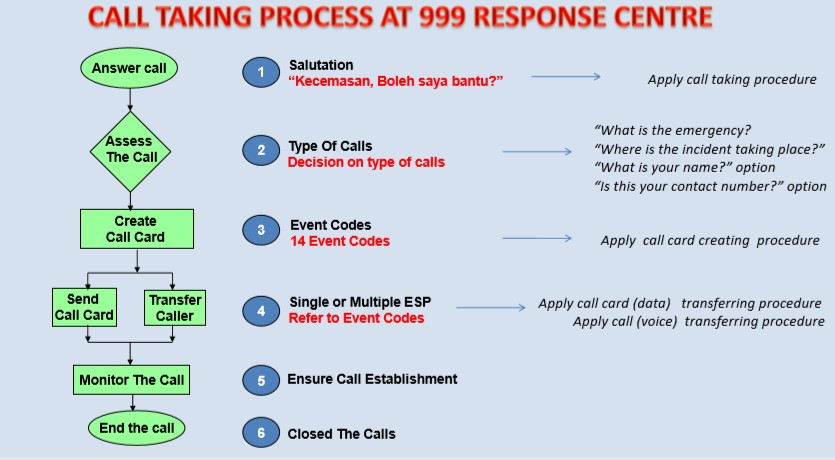 CALL TAKING PROCESS AT 999 RESPONSE CENTRE
Answer call
1
Salutation
“Kecemasan, Boleh saya bantu?”
Apply call taking procedure
Assess
The Call
2
Type Of Calls
Decision on type of calls
“What is the emergency?
“Where is the incident taking place?”
“What is your name?” option
“Is this your contact number?” option
Create
Call Card
3
Event Codes
14 Event Codes
Apply call card creating procedure
Send
Call Card
Transfer
Caller
4
Single or Multiple ESP
Refer to Event Codes
Apply call card (data) transferring procedure
Apply call (voice) transferring procedure
Monitor The Call
5
Ensure Call Establishment
End the call
6
Closed The Calls